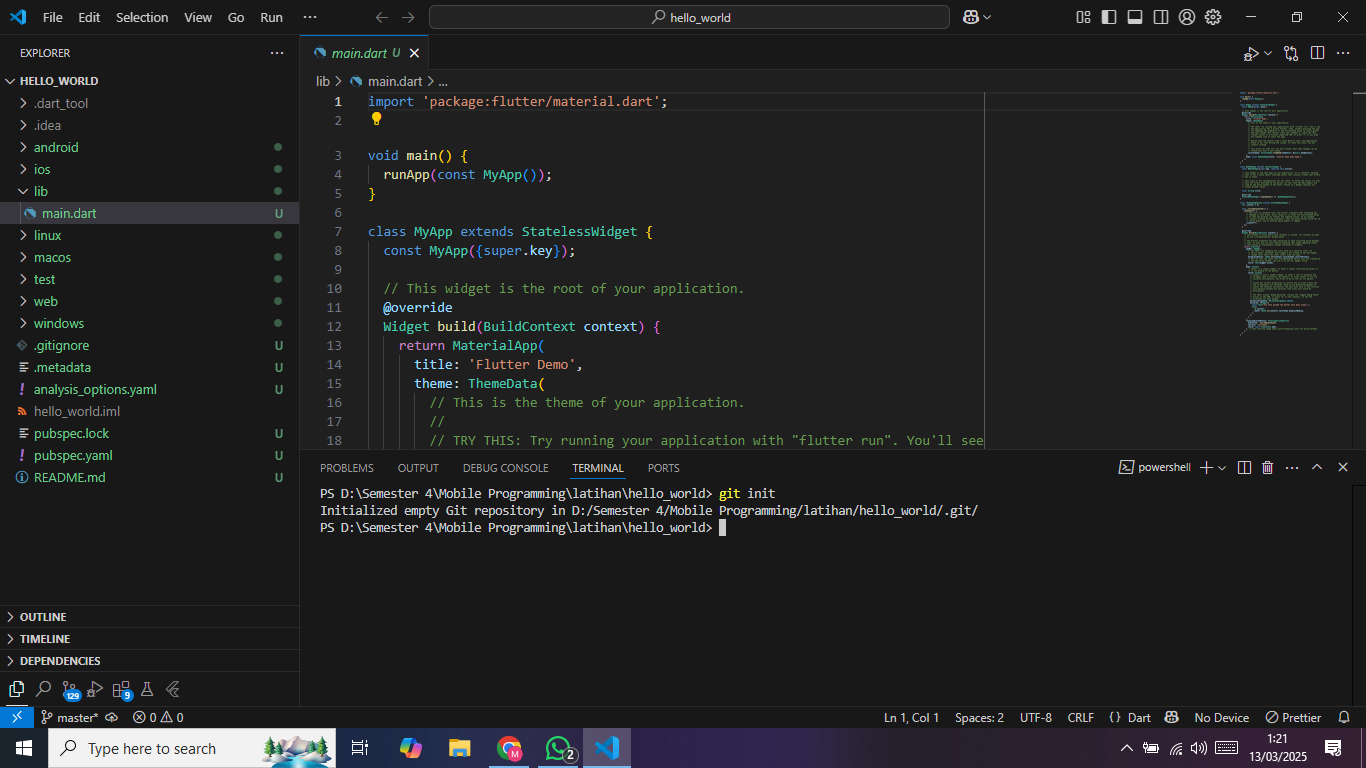 File Edit Selection View Go Run ···
hello_world
EXPLORER
HELLO_WORLD
.dart_tool
.idea
android
ios
lib
main.dart U
linux
macos
test
web
windows
.gitignore U
.metadata U
analysis_options.yaml U
hello_world.iml
pubspec.lock U
pubspec.yaml U
README.md U
OUTLINE
TIMELINE
DEPENDENCIES
129
9
main.dart U
lib > main.dart > ...
1 import 'package:flutter/material.dart';
2
3 void main() {
4 runApp(const MyApp());
5 }
6
7 class MyApp extends StatelessWidget {
8 const MyApp({super.key});
9
10 // This widget is the root of your application.
11 @override
12 Widget build(BuildContext context) {
13 return MaterialApp(
14 title: 'Flutter Demo',
15 theme: ThemeData(
16 // This is the theme of your application.
17 //
18 // TRY THIS: Try running your application with "flutter run". You'll see
PROBLEMS OUTPUT DEBUG CONSOLE TERMINAL PORTS
powershell
PS D:\Semester 4\Mobile Programming\latihan\hello_world> git init
Initialized empty Git repository in D:/Semester 4/Mobile Programming/latihan/hello_world/.git/
PS D:\Semester 4\Mobile Programming\latihan\hello_world>
master* 0 0 Ln 1, Col 1 Spaces: 2 UTF-8 CRLF {} Dart No Device Prettier
Type here to search
M
2
1:21
13/03/2025